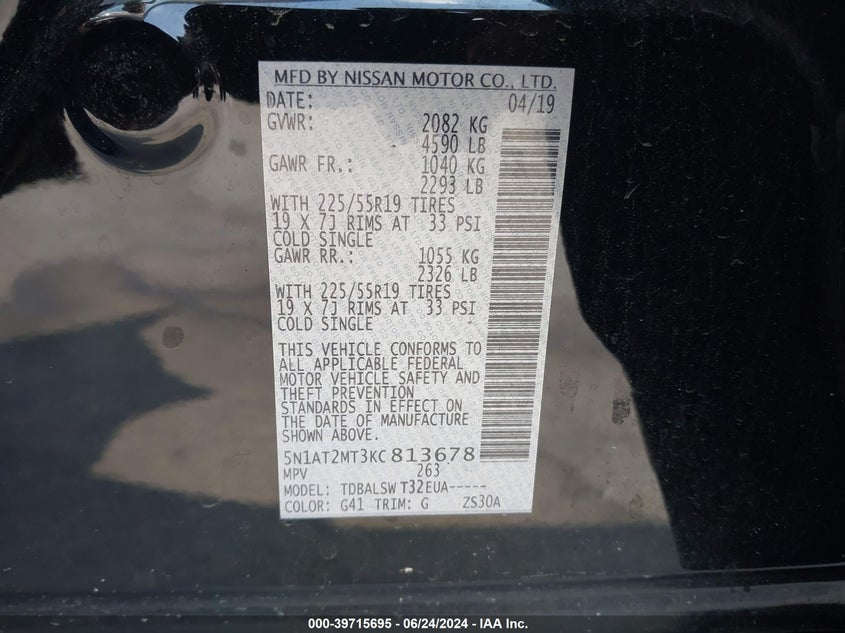 MFD BY NISSAN MOTOR CO., LTD.
DATE: 04/19
GVWR: 2082 KG
4590 LB
GAWR FR.: 1040 KG
2293 LB
WITH 225/55R19 TIRES
19 X 7J RIMS AT 33 PSI
COLD SINGLE
GAWR RR.: 1055 KG
2326 LB
WITH 225/55R19 TIRES
19 X 7J RIMS AT 33 PSI
COLD SINGLE
THIS VEHICLE CONFORMS TO
ALL APPLICABLE FEDERAL
MOTOR VEHICLE SAFETY AND
THEFT PREVENTION
STANDARDS IN EFFECT ON
THE DATE OF MANUFACTURE
SHOWN ABOVE.
5N1AT2MT3KC813678
MPV 263
MODEL: TDBALSW T32EUA-----
COLOR: G41 TRIM: G ZS30A
000-39715695 - 06/24/2024 - IAA Inc.